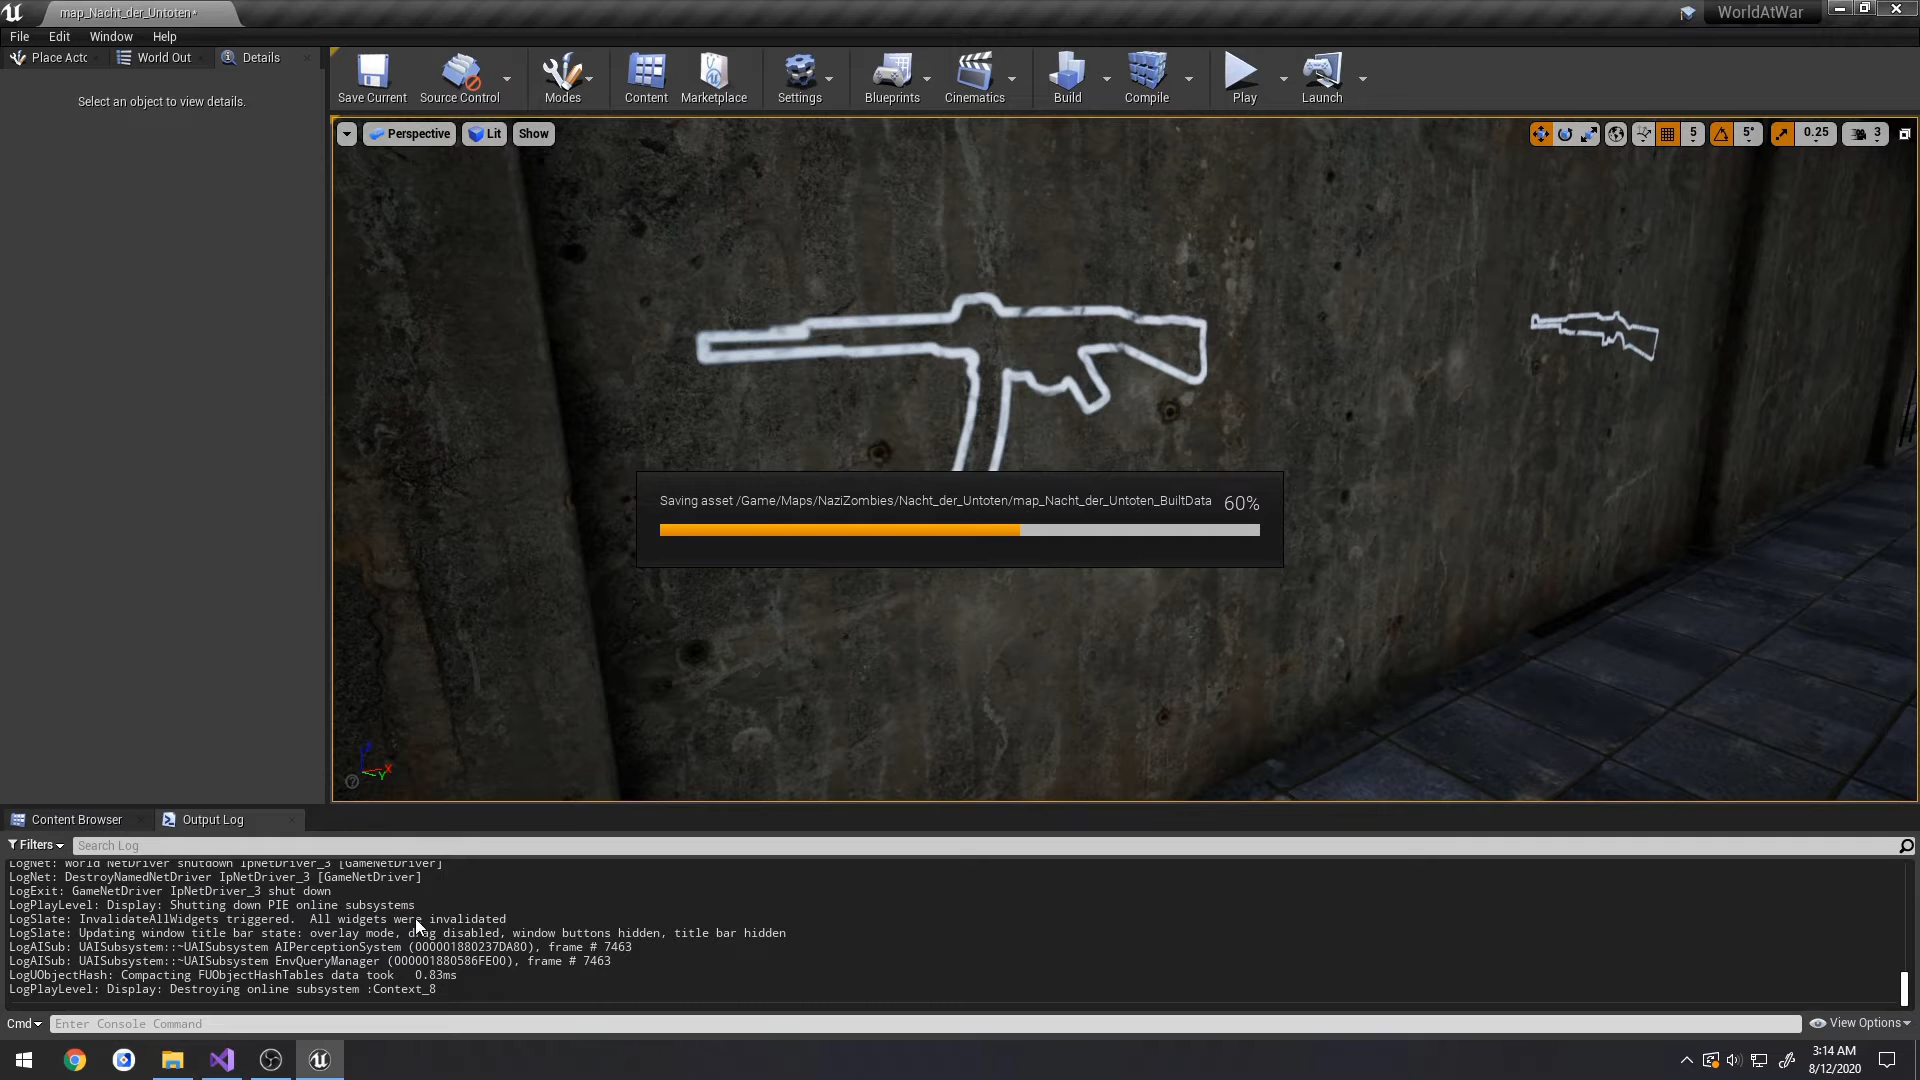 map_Nacht_der_Untoten*
WorldAtWar
File Edit Window Help
Place Actc World Out Details
Select an object to view details.
Save Current Source Control Modes Content Marketplace Settings Blueprints Cinematics Build Compile Play Launch
Perspective Lit Show
5 5° 0.25 3
Saving asset /Game/Maps/NaziZombies/Nacht_der_Untoten/map_Nacht_der_Untoten_BuiltData 60%
X
Y
Z
Content Browser Output Log
Filters Search Log
LogNet: World NetDriver shutdown IpNetDriver_3 [GameNetDriver]
LogNet: DestroyNamedNetDriver IpNetDriver_3 [GameNetDriver]
LogExit: GameNetDriver IpNetDriver_3 shut down
LogPlayLevel: Display: Shutting down PIE online subsystems
LogSlate: InvalidateAllWidgets triggered.  All widgets were invalidated
LogSlate: Updating window title bar state: overlay mode, drag disabled, window buttons hidden, title bar hidden
LogAISub: UAISubsystem::~UAISubsystem AIPerceptionSystem (000001880237DA80), frame # 7463
LogAISub: UAISubsystem::~UAISubsystem EnvQueryManager (000001880586FE00), frame # 7463
LogUObjectHash: Compacting FUObjectHashTables data took   0.83ms
LogPlayLevel: Display: Destroying online subsystem :Context_8
Cmd Enter Console Command View Options
3:14 AM
8/12/2020